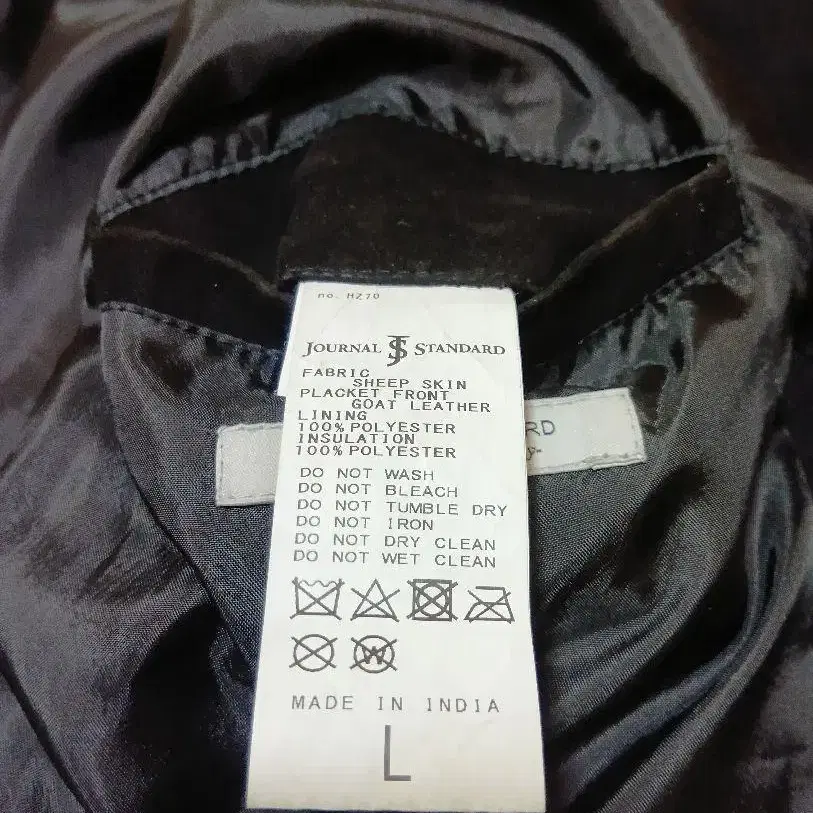 no. HZ70
JOURNAL JS STANDARD
FABRIC
SHEEP SKIN
PLACKET FRONT
GOAT LEATHER
LINING
100% POLYESTER
INSULATION
100% POLYESTER
RD
DO NOT WASH
DO NOT BLEACH
DO NOT TUMBLE DRY
DO NOT IRON
DO NOT DRY CLEAN
DO NOT WET CLEAN
W
MADE IN INDIA
L